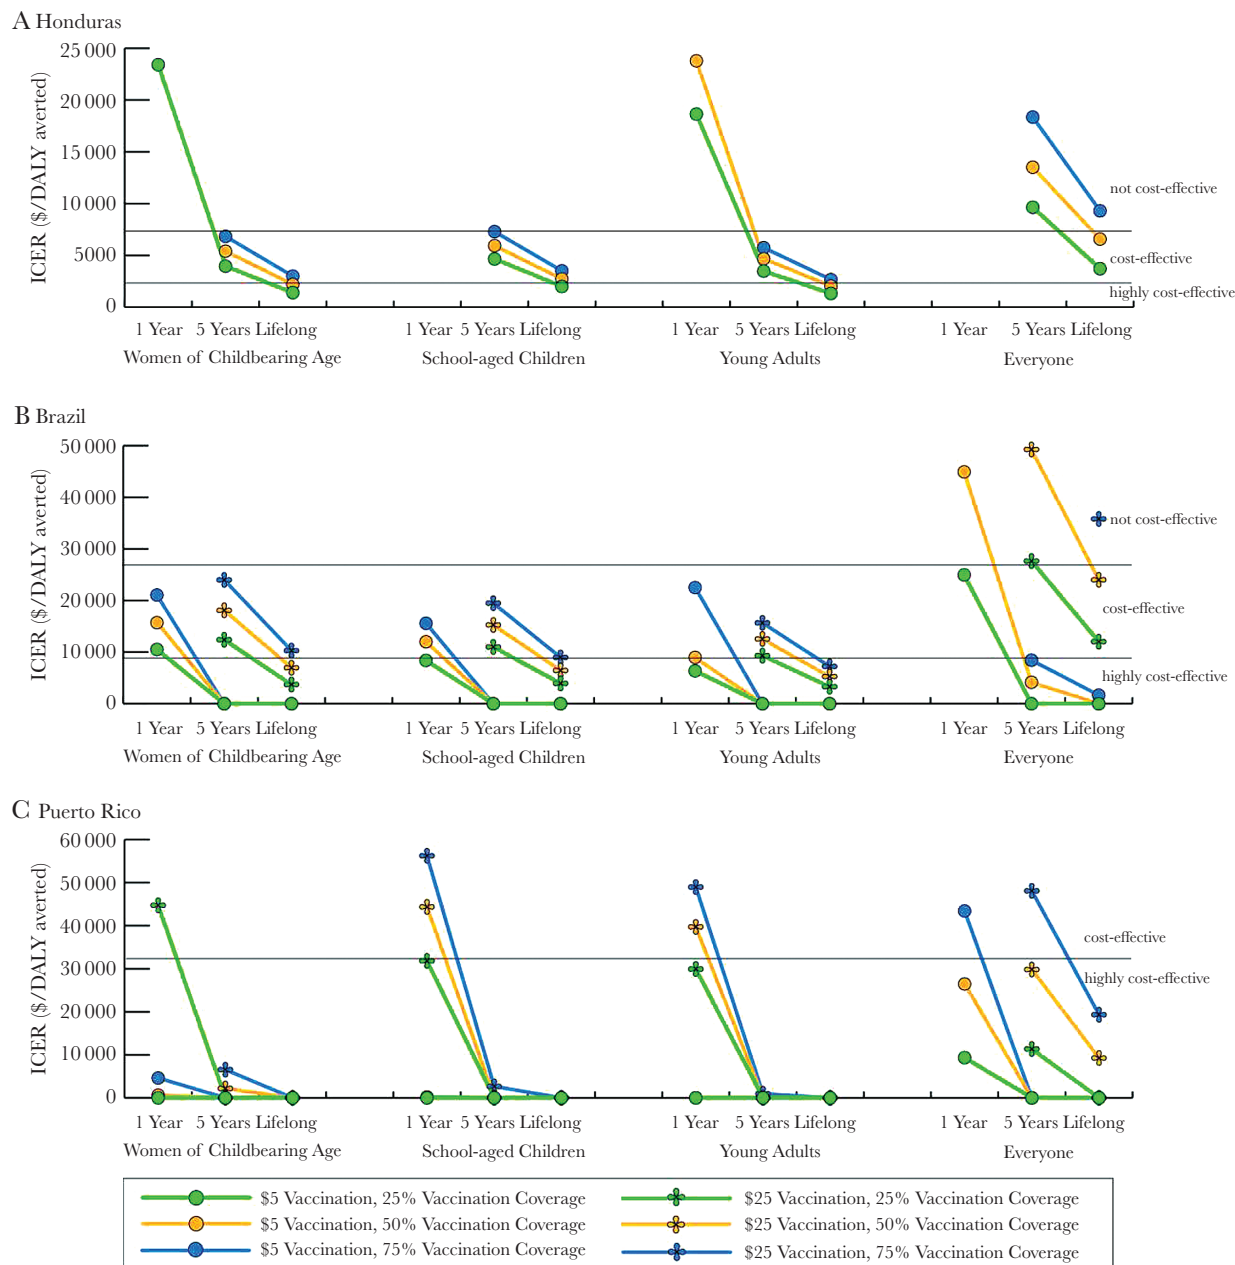 A Honduras
25 000
20 000
15 000
10 000
5000
0
ICER ($/DALY averted)
not cost-effective
cost-effective
highly cost-effective
1 Year 5 Years Lifelong 1 Year 5 Years Lifelong 1 Year 5 Years Lifelong 1 Year 5 Years Lifelong
Women of Childbearing Age School-aged Children Young Adults Everyone
B Brazil
50 000
40 000
30 000
20 000
10 000
0
ICER ($/DALY averted)
not cost-effective
cost-effective
highly cost-effective
1 Year 5 Years Lifelong 1 Year 5 Years Lifelong 1 Year 5 Years Lifelong 1 Year 5 Years Lifelong
Women of Childbearing Age School-aged Children Young Adults Everyone
C Puerto Rico
60 000
50 000
40 000
30 000
20 000
10 000
0
ICER ($/DALY averted)
cost-effective
highly cost-effective
1 Year 5 Years Lifelong 1 Year 5 Years Lifelong 1 Year 5 Years Lifelong 1 Year 5 Years Lifelong
Women of Childbearing Age School-aged Children Young Adults Everyone
$5 Vaccination, 25% Vaccination Coverage $25 Vaccination, 25% Vaccination Coverage
$5 Vaccination, 50% Vaccination Coverage $25 Vaccination, 50% Vaccination Coverage
$5 Vaccination, 75% Vaccination Coverage $25 Vaccination, 75% Vaccination Coverage